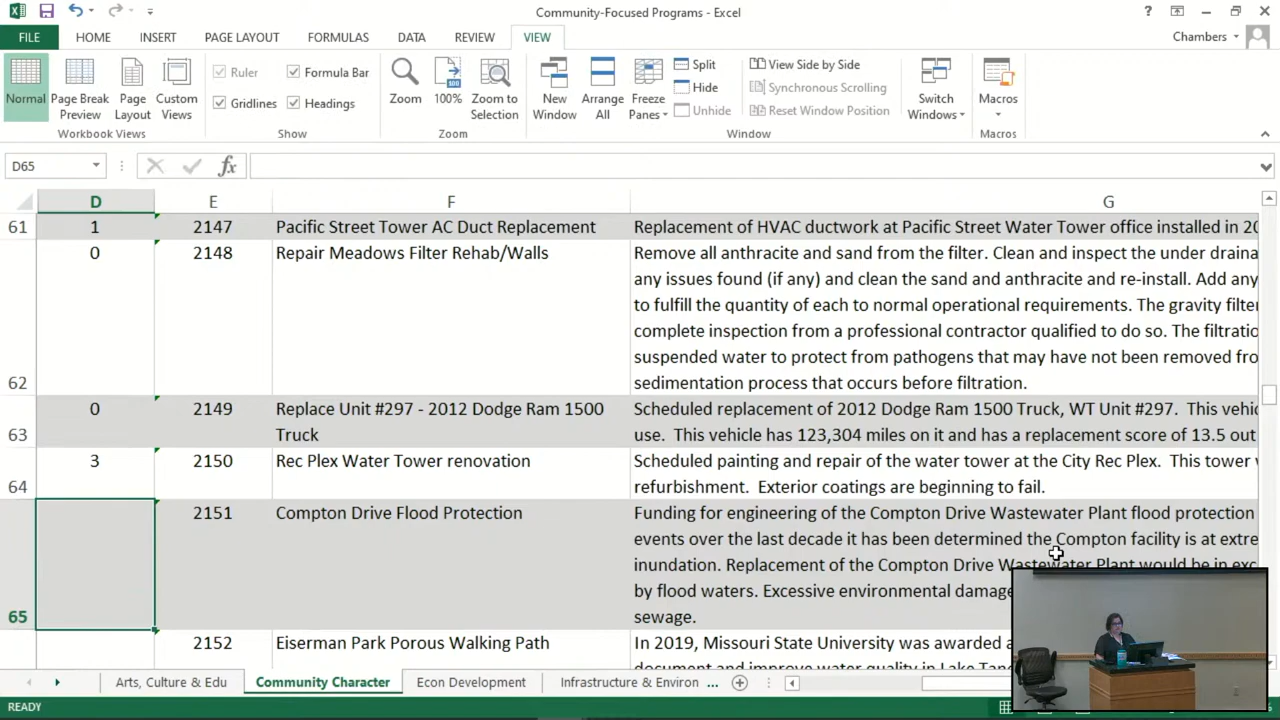 Community-Focused Programs - Excel
?
FILE HOME INSERT PAGE LAYOUT FORMULAS DATA REVIEW VIEW Chambers
Normal
Page Break Preview
Page Layout
Custom Views
Workbook Views
Ruler
Formula Bar
Gridlines
Headings
Show
Zoom
100%
Zoom to Selection
Zoom
New Window
Arrange All
Freeze Panes
Split
Hide
Unhide
View Side by Side
Synchronous Scrolling
Reset Window Position
Window
Switch Windows
Macros
Macros
D65
fx
D E F G
61 1 2147 Pacific Street Tower AC Duct Replacement Replacement of HVAC ductwork at Pacific Street Water Tower office installed in 20
0 2148 Repair Meadows Filter Rehab/Walls Remove all anthracite and sand from the filter. Clean and inspect the under draina
any issues found (if any) and clean the sand and anthracite and re-install. Add any
to fulfill the quantity of each to normal operational requirements. The gravity filter
complete inspection from a professional contractor qualified to do so. The filtratio
suspended water to protect from pathogens that may have not been removed fro
62 sedimentation process that occurs before filtration.
0 2149 Replace Unit #297 - 2012 Dodge Ram 1500 Scheduled replacement of 2012 Dodge Ram 1500 Truck, WT Unit #297. This vehic
63 Truck use. This vehicle has 123,304 miles on it and has a replacement score of 13.5 out
3 2150 Rec Plex Water Tower renovation Scheduled painting and repair of the water tower at the City Rec Plex. This tower
64 refurbishment. Exterior coatings are beginning to fail.
2151 Compton Drive Flood Protection Funding for engineering of the Compton Drive Wastewater Plant flood protection
events over the last decade it has been determined the Compton facility is at extre
inundation. Replacement of the Compton Drive Wastewater Plant would be in exc
by flood waters. Excessive environmental damage
65 sewage.
2152 Eiserman Park Porous Walking Path In 2019, Missouri State University was awarded a
document and improve water quality in Lake Tane
Arts, Culture & Edu Community Character Econ Development Infrastructure & Environ ...
READY